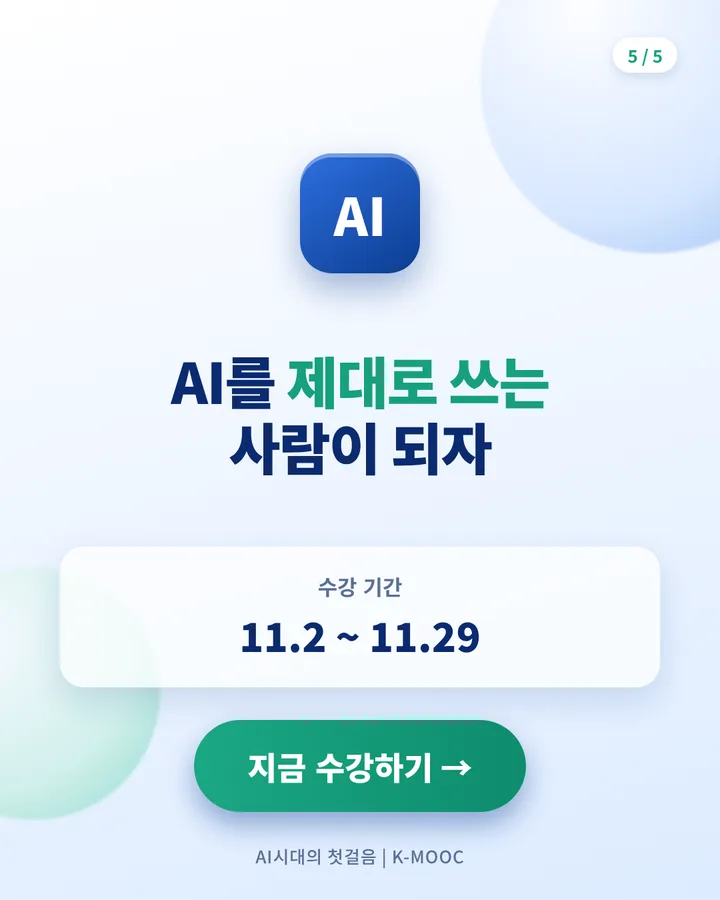 5 / 5
AI
AI를 제대로 쓰는
사람이 되자
수강 기간
11.2 ~ 11.29
지금 수강하기 →
AI시대의 첫걸음 | K-MOOC